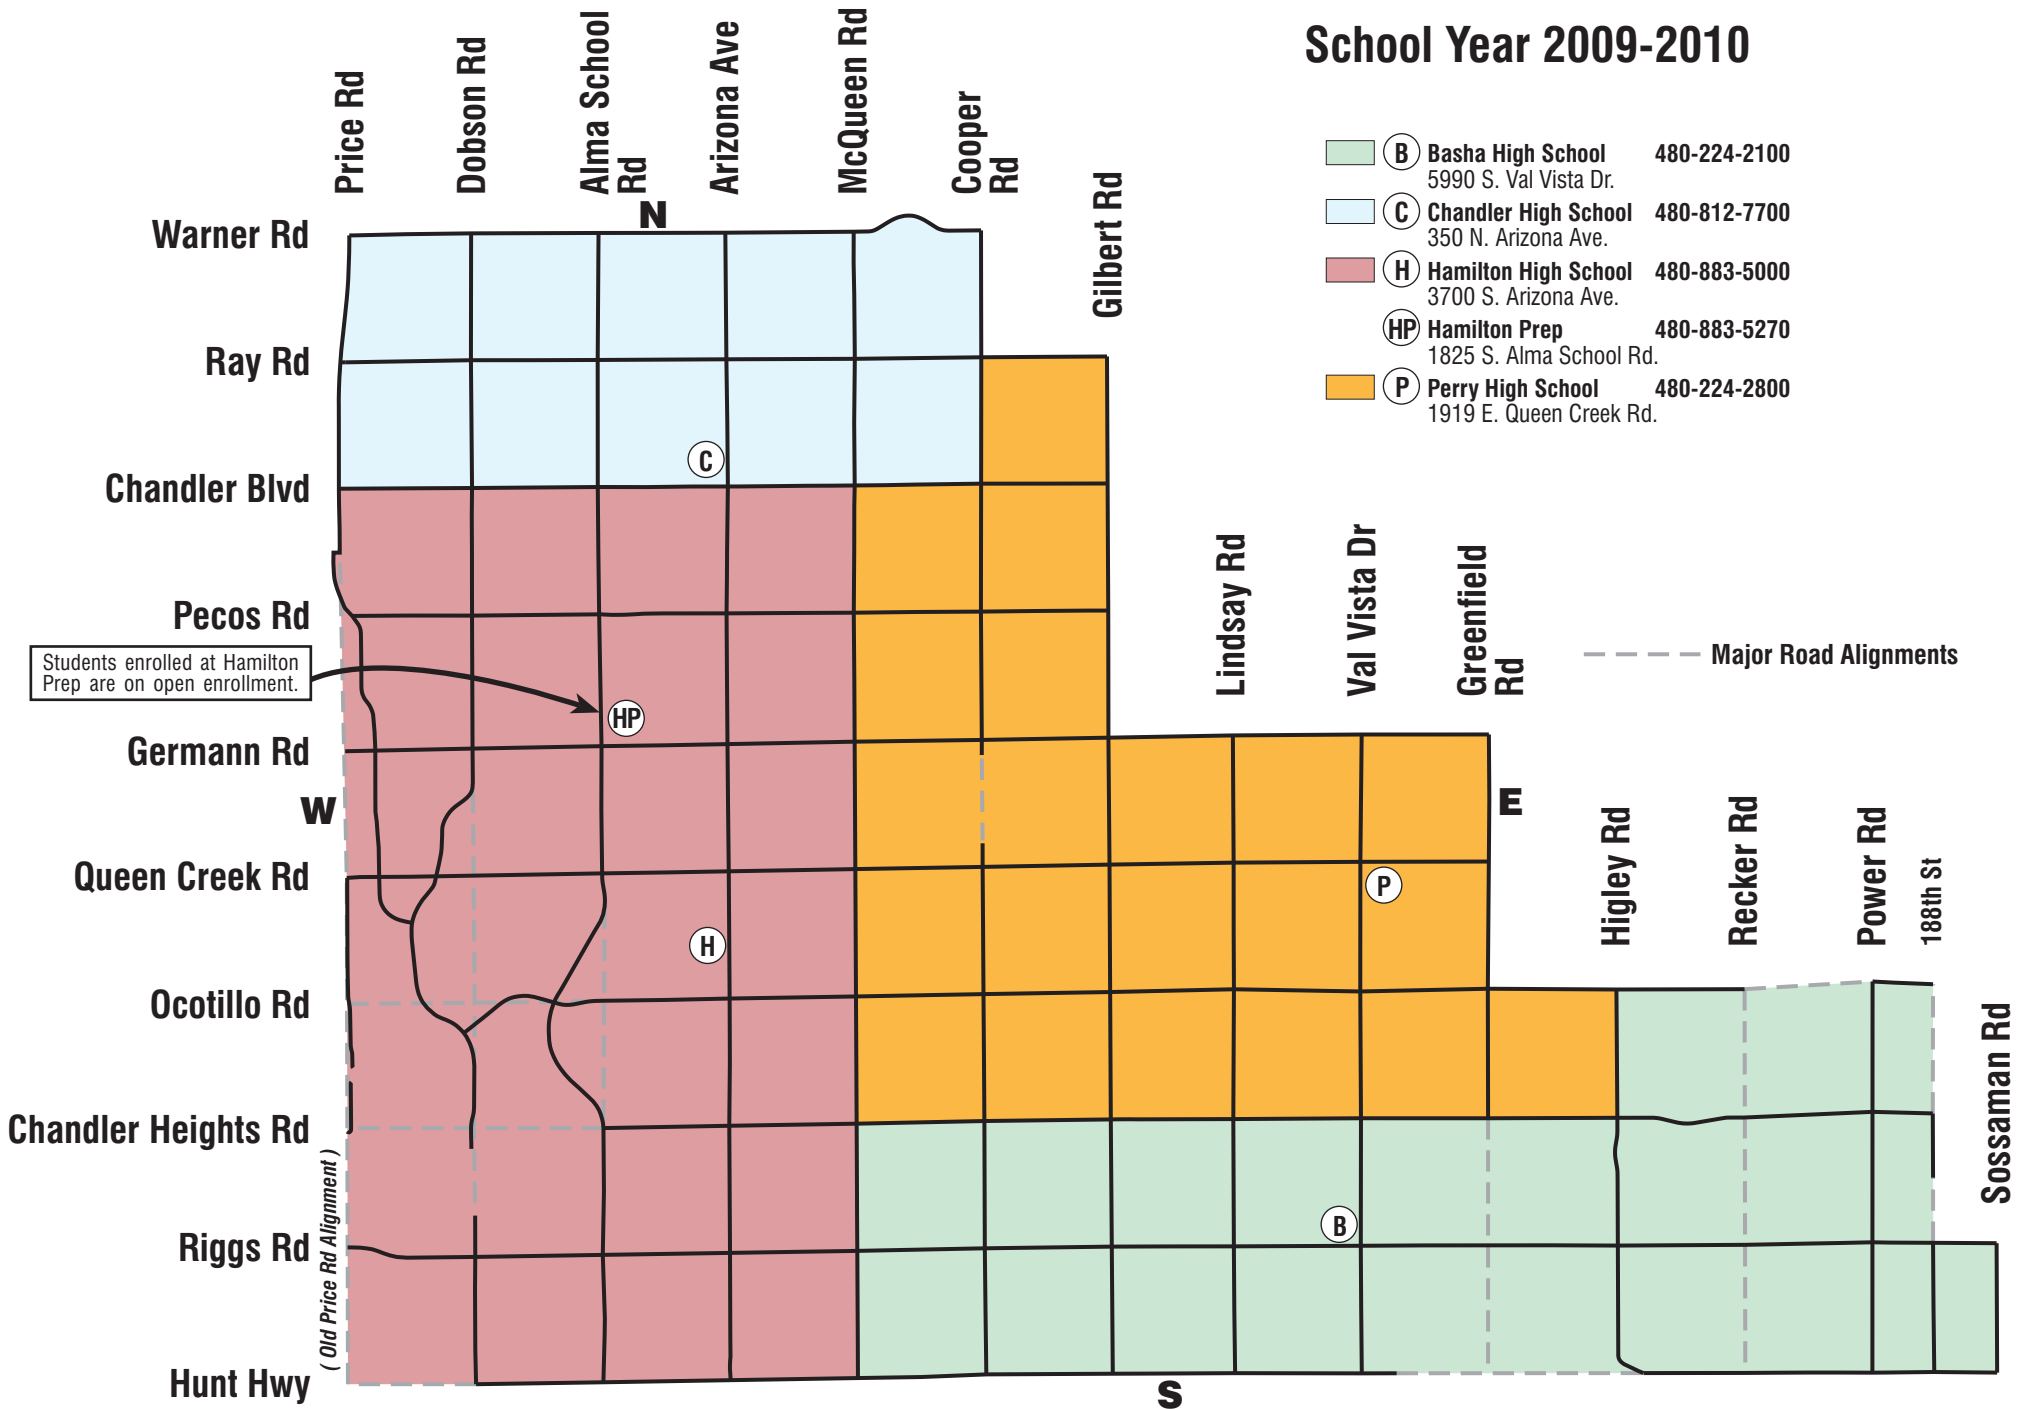 School Year 2009-2010
Price Rd
Dobson Rd
Alma School
Rd
Arizona Ave
McQueen Rd
Cooper
Rd
Gilbert Rd
B Basha High School 480-224-2100
5990 S. Val Vista Dr.
C Chandler High School 480-812-7700
350 N. Arizona Ave.
H Hamilton High School 480-883-5000
3700 S. Arizona Ave.
HP Hamilton Prep 480-883-5270
1825 S. Alma School Rd.
P Perry High School 480-224-2800
1919 E. Queen Creek Rd.
N
Warner Rd
Ray Rd
C
Chandler Blvd
Pecos Rd
Lindsay Rd
Val Vista Dr
Greenfield
Rd
Major Road Alignments
Students enrolled at Hamilton
Prep are on open enrollment.
HP
Germann Rd
W
E
Higley Rd
Recker Rd
Power Rd
188th St
Queen Creek Rd
P
H
Ocotillo Rd
Sossaman Rd
Chandler Heights Rd
( Old Price Rd Alignment )
B
Riggs Rd
Hunt Hwy
S